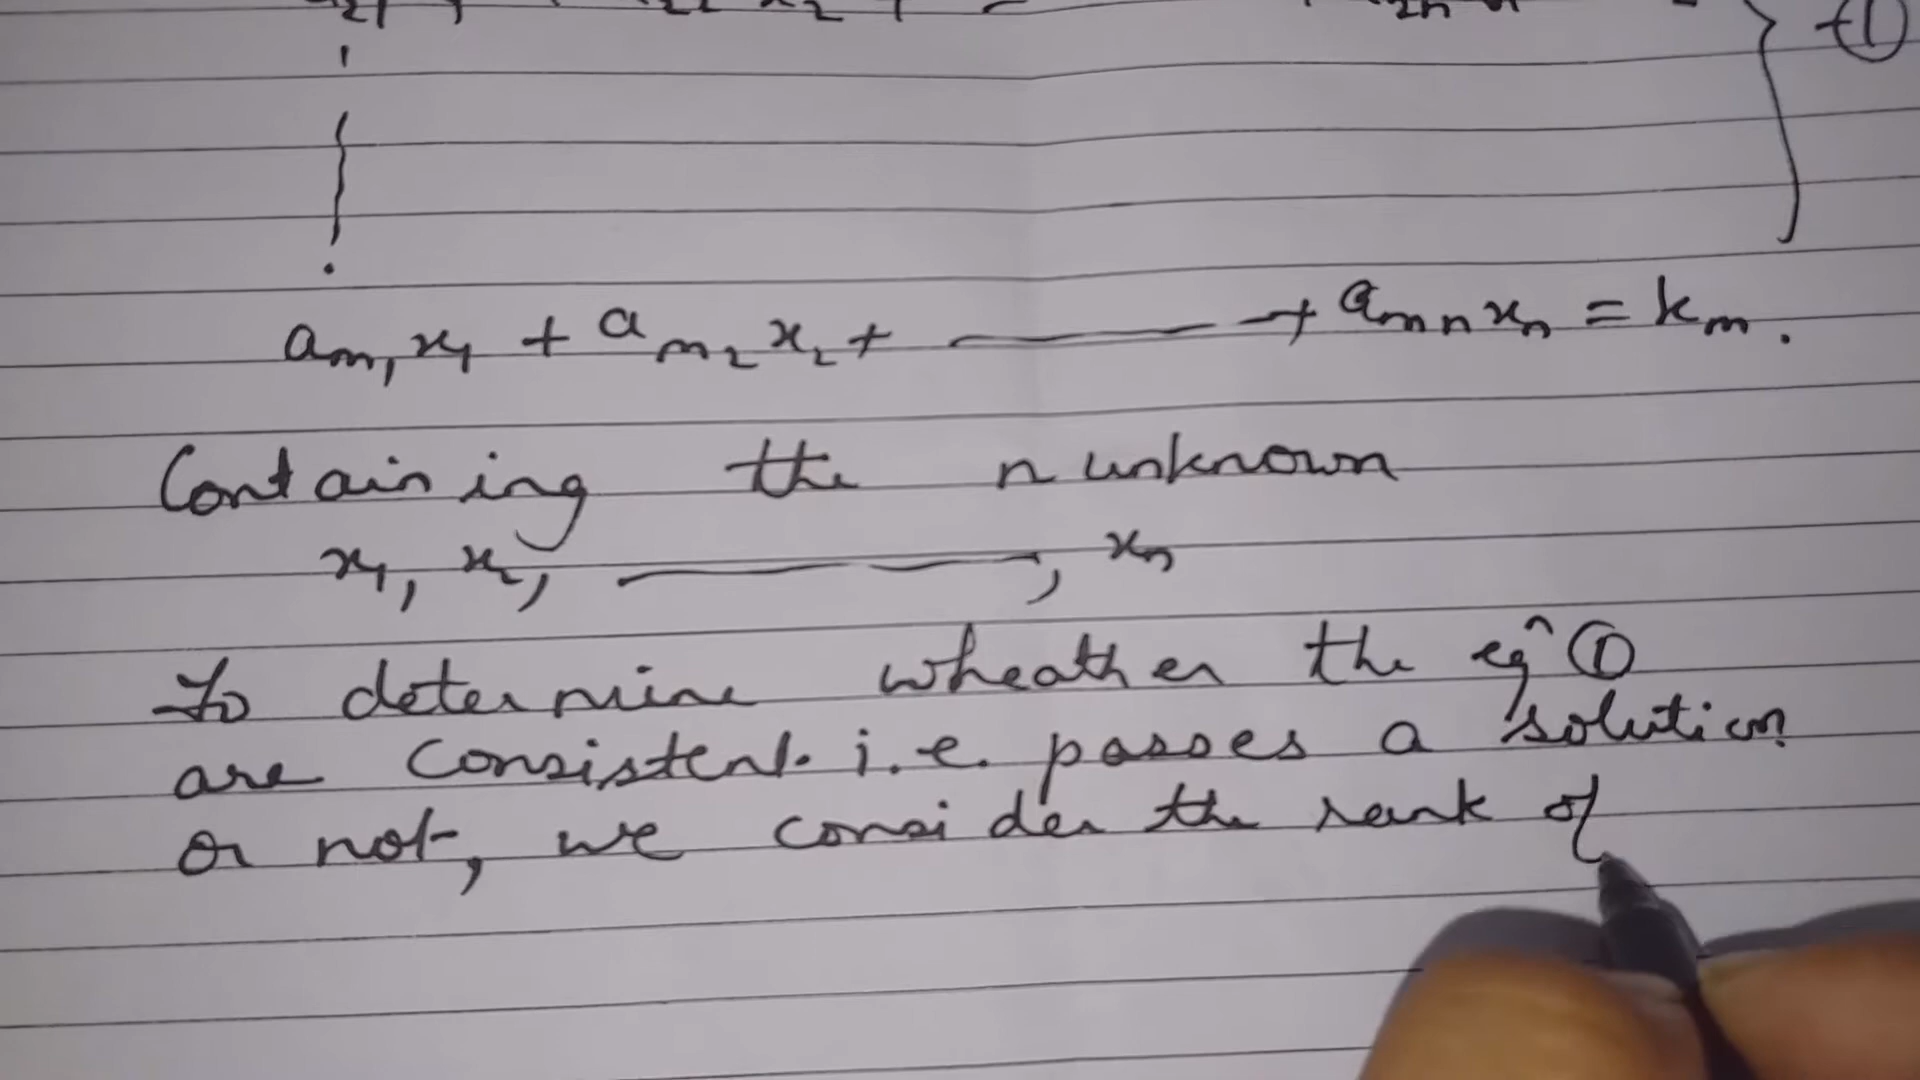 -①
aₘ₁x₁ + aₘ₂x₂ + ——— + aₘₙxₙ = kₘ.
Containing the n unknown
x₁, x₂, ———, xₙ
To determine wheather the eqⁿ ①
are consistent. i.e. posses a solution
or not, we consider the rank of